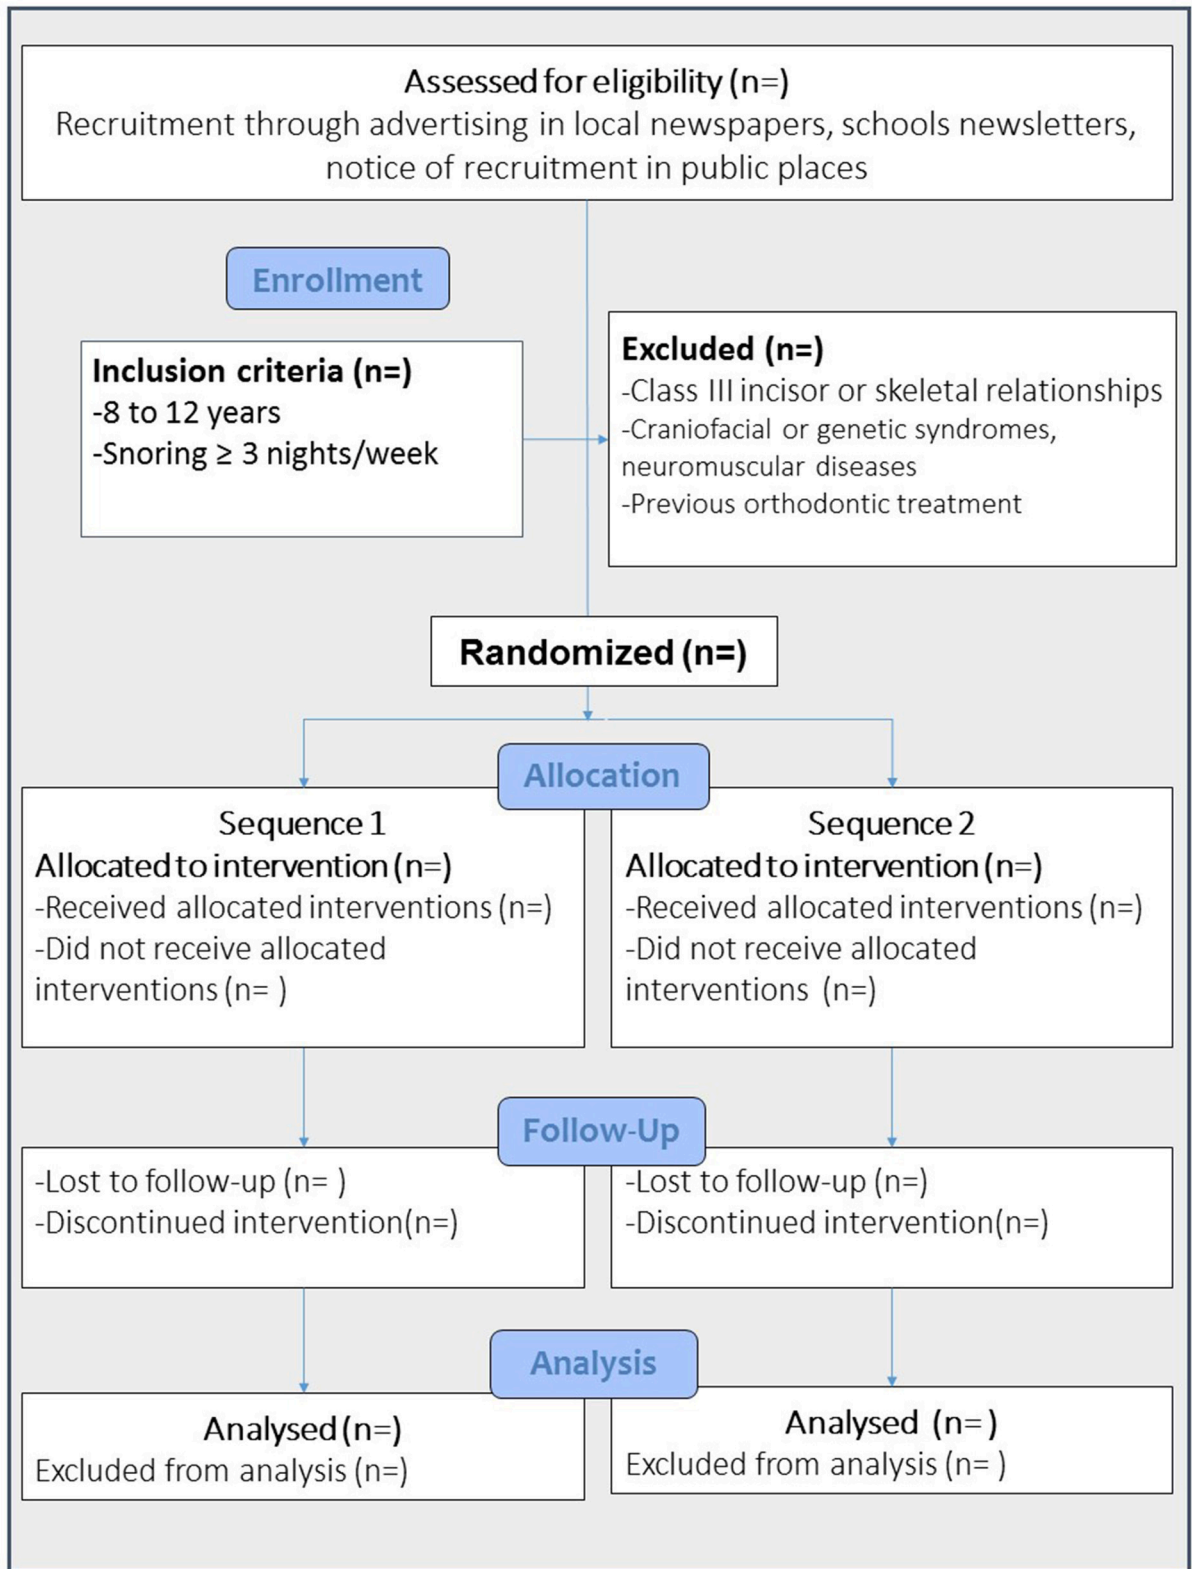 Assessed for eligibility (n=)
Recruitment through advertising in local newspapers, schools newsletters,
notice of recruitment in public places
Enrollment
Inclusion criteria (n=)
-8 to 12 years
-Snoring ≥ 3 nights/week
Excluded (n=)
-Class III incisor or skeletal relationships
-Craniofacial or genetic syndromes,
neuromuscular diseases
-Previous orthodontic treatment
Randomized (n=)
Allocation
Sequence 1
Allocated to intervention (n=)
-Received allocated interventions (n=)
-Did not receive allocated
interventions (n= )
Sequence 2
Allocated to intervention (n=)
-Received allocated interventions (n=)
-Did not receive allocated
interventions (n=)
Follow-Up
-Lost to follow-up (n= )
-Discontinued intervention(n=)
-Lost to follow-up (n=)
-Discontinued intervention(n=)
Analysis
Analysed (n=)
Excluded from analysis (n=)
Analysed (n= )
Excluded from analysis (n= )